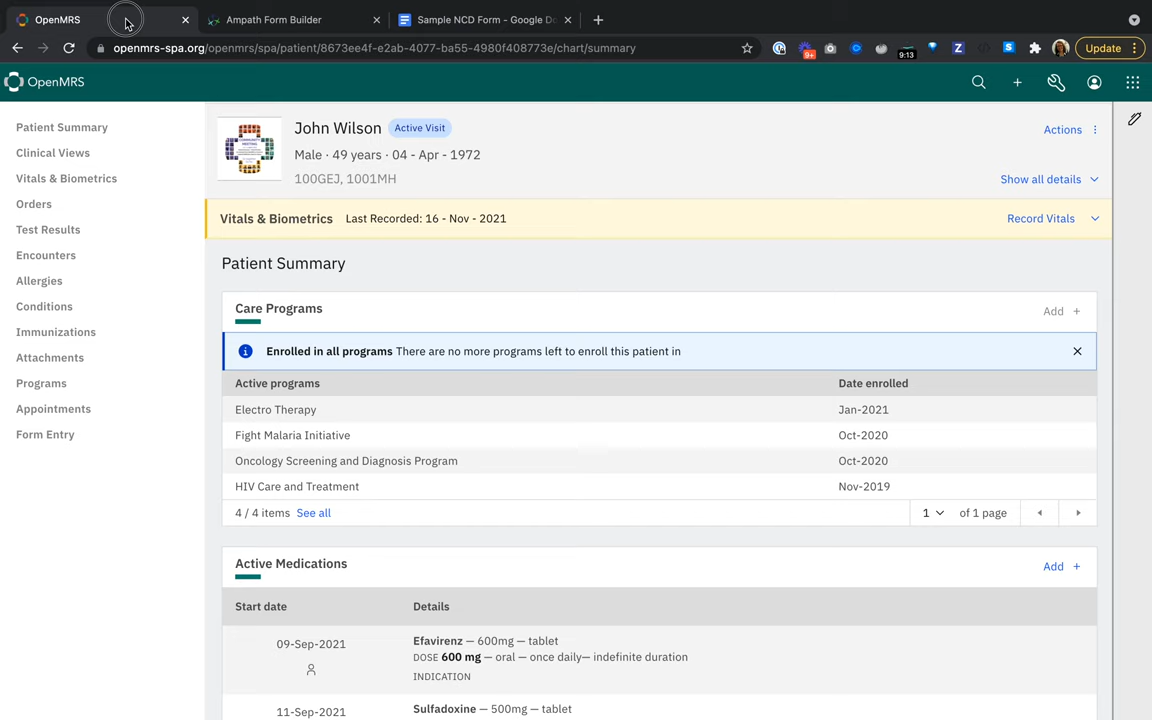 OpenMRS
Ampath Form Builder
Sample NCD Form - Google Do
openmrs-spa.org/openmrs/spa/patient/8673ee4f-e2ab-4077-ba55-4980f408773e/chart/summary
9+
9:13
Z
S
Update
OpenMRS
Patient Summary
Clinical Views
Vitals & Biometrics
Orders
Test Results
Encounters
Allergies
Conditions
Immunizations
Attachments
Programs
Appointments
Form Entry
John Wilson
Active Visit
Actions
Male · 49 years · 04 - Apr - 1972
100GEJ, 1001MH
Show all details
Vitals & Biometrics
Last Recorded: 16 - Nov - 2021
Record Vitals
Patient Summary
Care Programs
Add +
Enrolled in all programs There are no more programs left to enroll this patient in
Active programs
Date enrolled
Electro Therapy
Jan-2021
Fight Malaria Initiative
Oct-2020
Oncology Screening and Diagnosis Program
Oct-2020
HIV Care and Treatment
Nov-2019
4 / 4 items See all
1
of 1 page
Active Medications
Add +
Start date
Details
09-Sep-2021
Efavirenz — 600mg — tablet
DOSE 600 mg — oral — once daily— indefinite duration
INDICATION
11-Sep-2021
Sulfadoxine — 500mg — tablet